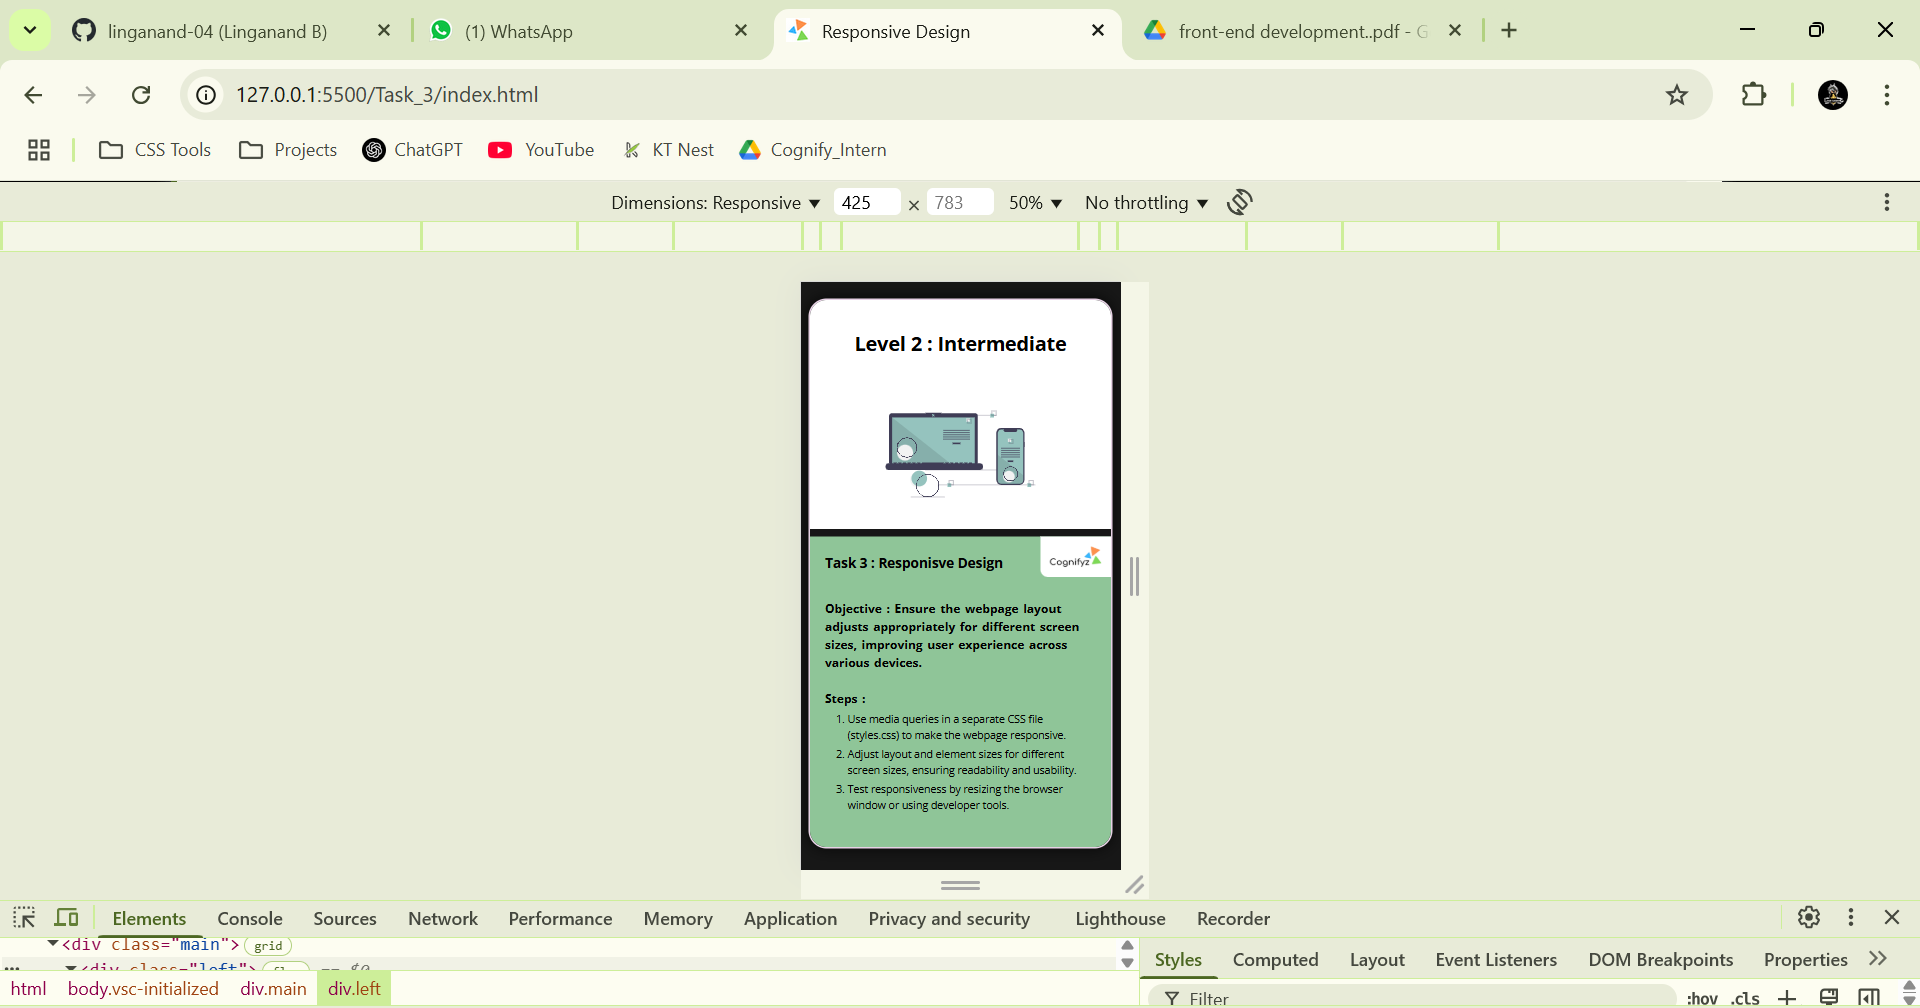 linganand-04 (Linganand B)
(1) WhatsApp
Responsive Design
front-end development..pdf - G
127.0.0.1:5500/Task_3/index.html
CSS Tools
Projects
ChatGPT
YouTube
KT Nest
Cognify_Intern
Dimensions: Responsive ▼ 425 × 783 50% ▼ No throttling ▼
Level 2 : Intermediate
Task 3 : Responisve Design
Cognifyz
Objective : Ensure the webpage layout
adjusts appropriately for different screen
sizes, improving user experience across
various devices.
Steps :
1. Use media queries in a separate CSS file
(styles.css) to make the webpage responsive.
2. Adjust layout and element sizes for different
screen sizes, ensuring readability and usability.
3. Test responsiveness by resizing the browser
window or using developer tools.
Elements Console Sources Network Performance Memory Application Privacy and security Lighthouse Recorder
<div class="main"> grid
<div class="left"> == $0
Styles Computed Layout Event Listeners DOM Breakpoints Properties
html body.vsc-initialized div.main div.left
Filter :hov .cls